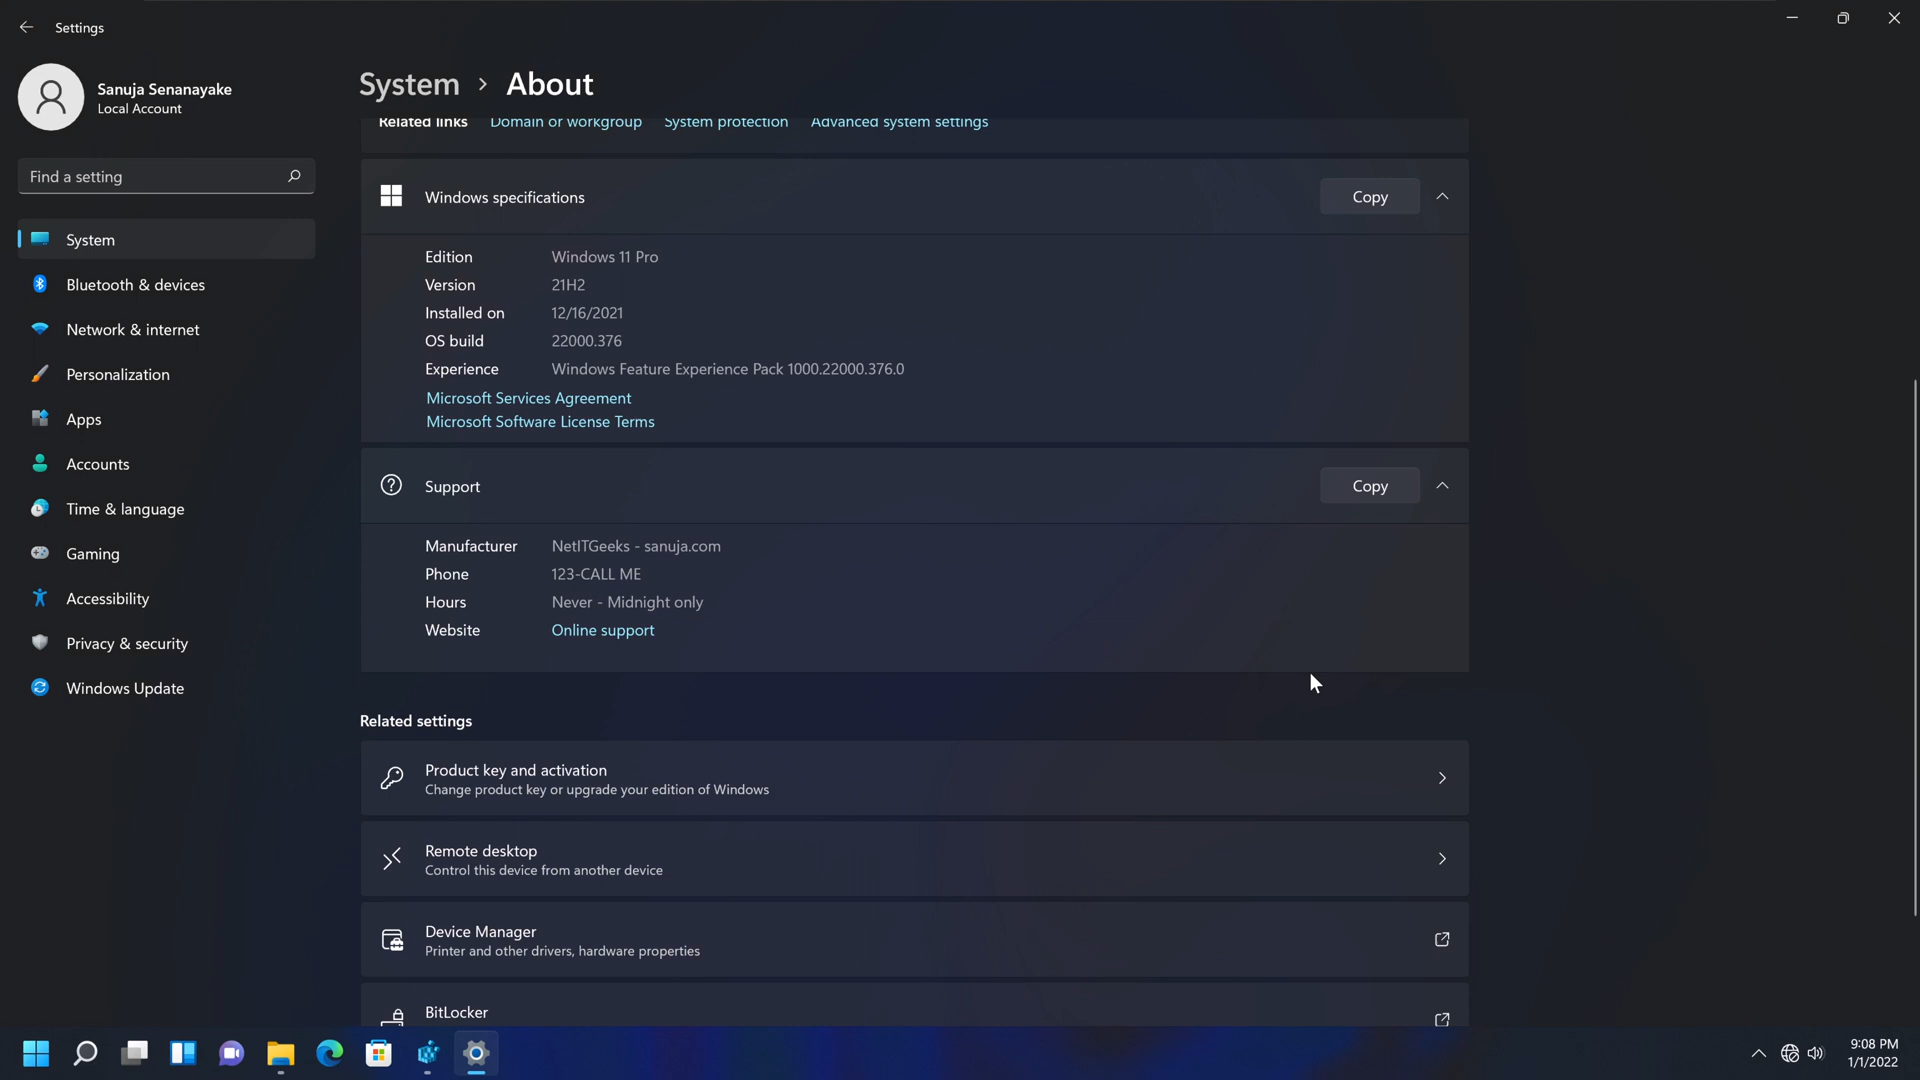 Settings
Sanuja Senanayake
Local Account
Find a setting
System
Bluetooth & devices
Network & internet
Personalization
Apps
Accounts
Time & language
Gaming
Accessibility
Privacy & security
Windows Update
System > About
Related links Domain or workgroup System protection Advanced system settings
Windows specifications Copy
Edition Windows 11 Pro
Version 21H2
Installed on 12/16/2021
OS build 22000.376
Experience Windows Feature Experience Pack 1000.22000.376.0
Microsoft Services Agreement
Microsoft Software License Terms
Support Copy
Manufacturer NetITGeeks - sanuja.com
Phone 123-CALL ME
Hours Never - Midnight only
Website Online support
Related settings
Product key and activation
Change product key or upgrade your edition of Windows
Remote desktop
Control this device from another device
Device Manager
Printer and other drivers, hardware properties
BitLocker
9:08 PM
1/1/2022